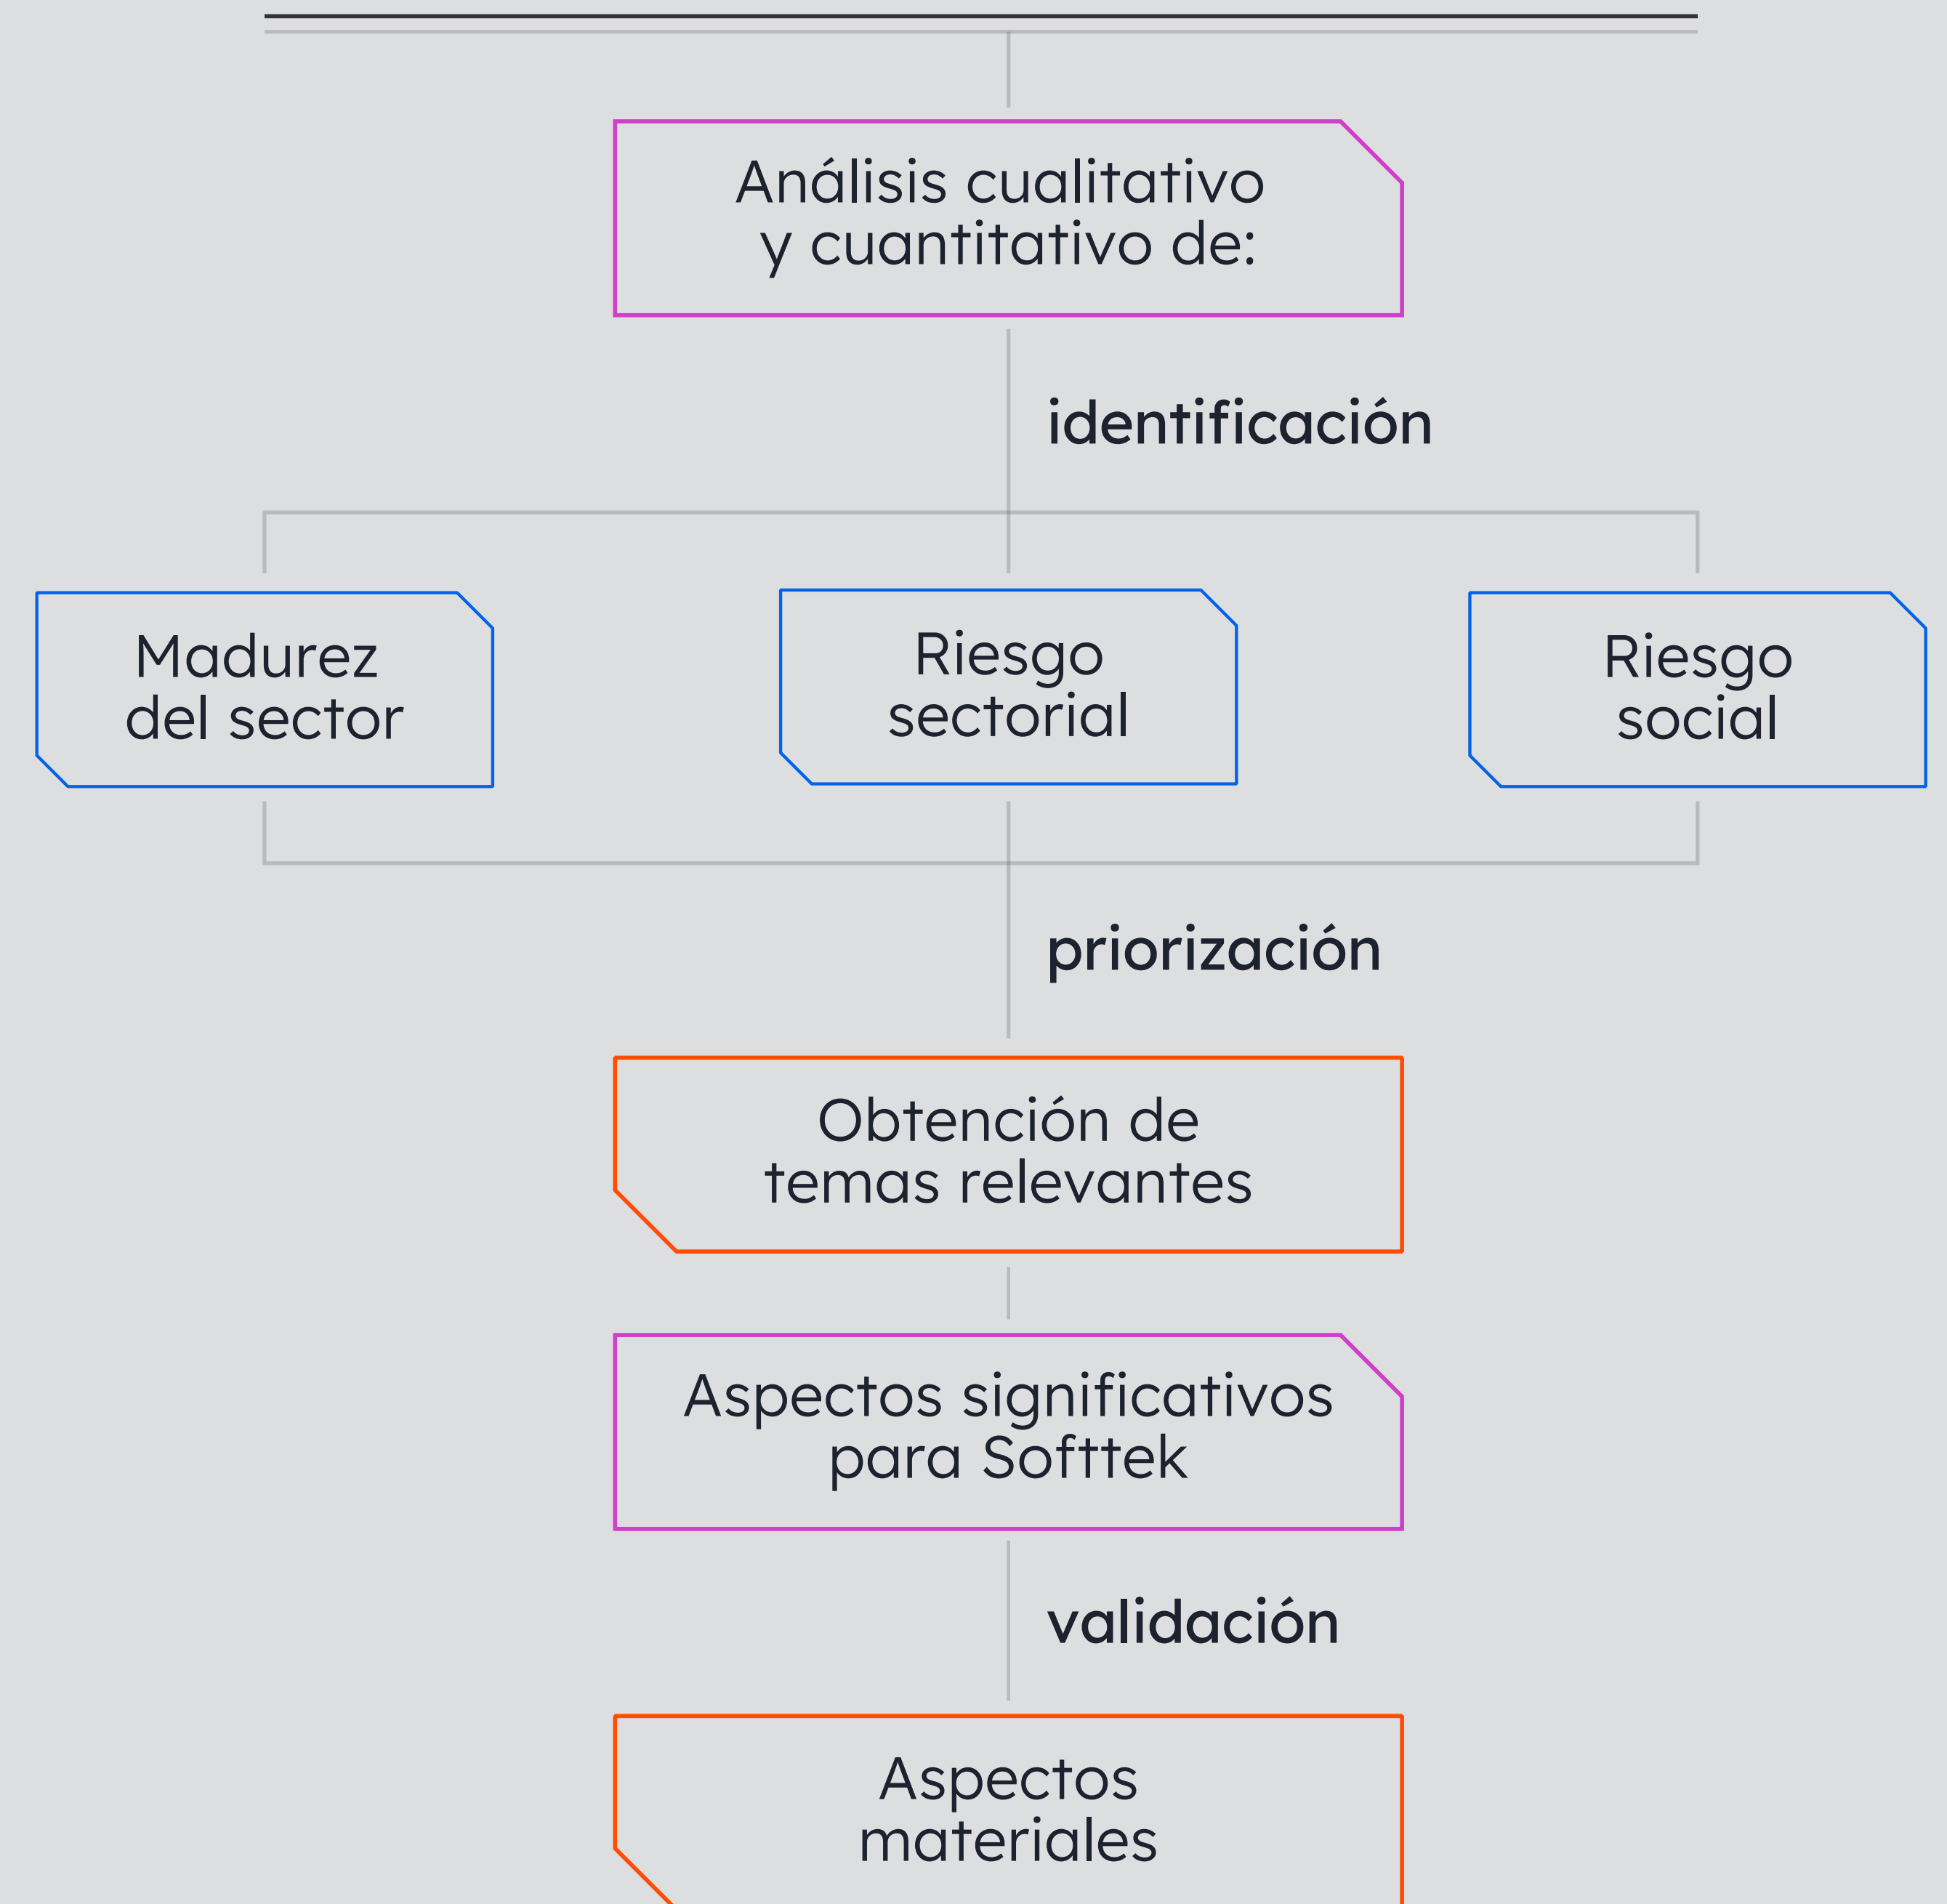 Análisis cualitativo
y cuantitativo de:
identificación
Madurez
del sector
Riesgo
sectorial
Riesgo
social
priorización
Obtención de
temas relevantes
Aspectos significativos
para Softtek
validación
Aspectos
materiales